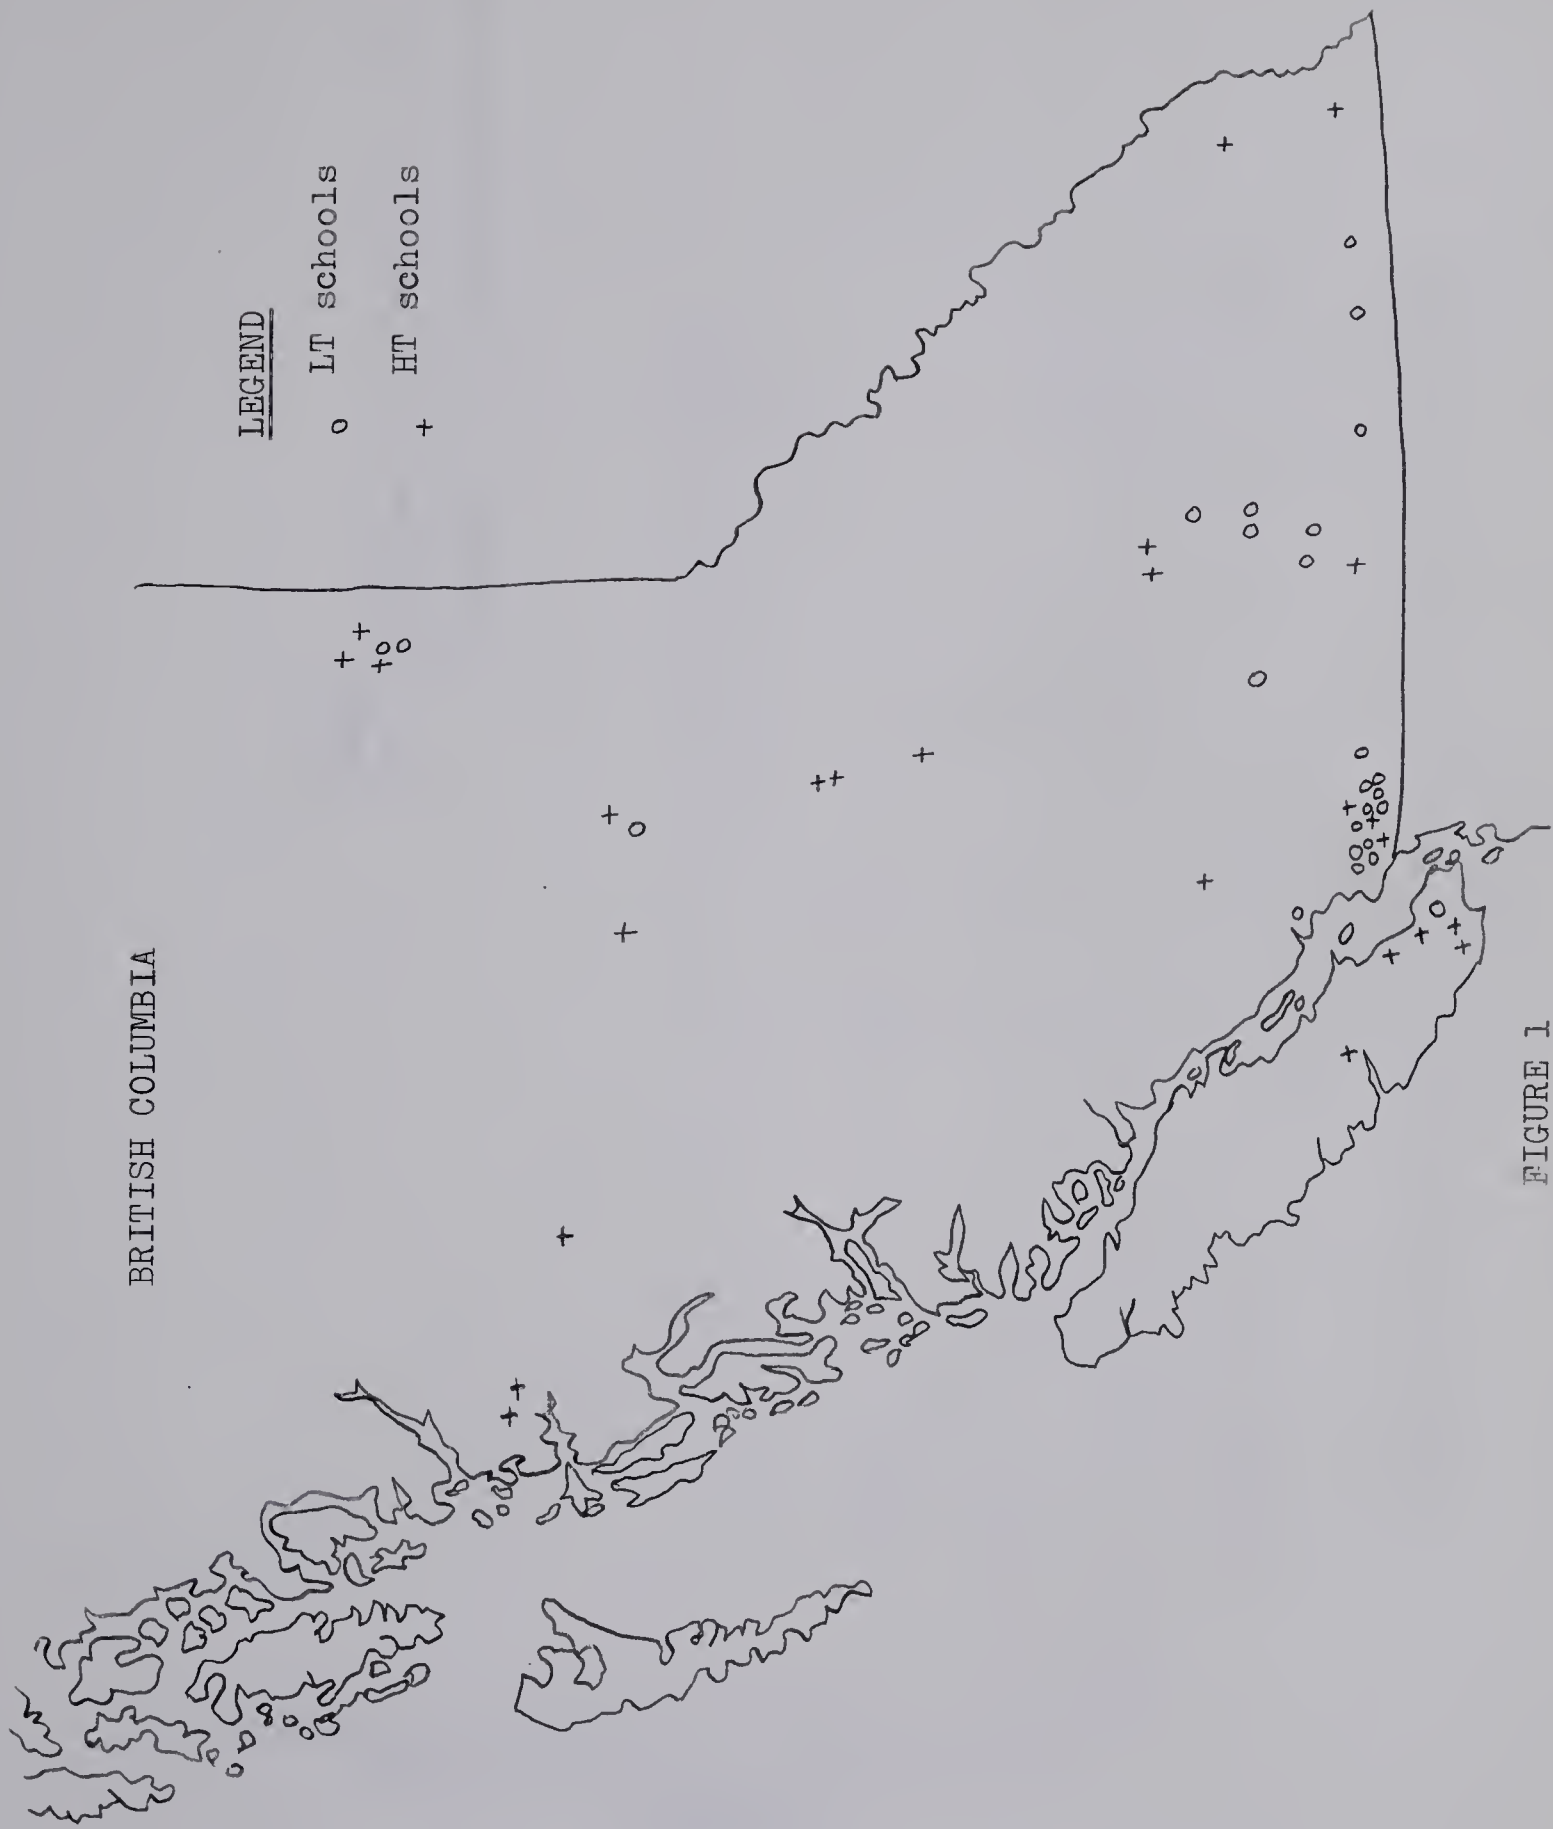 BRITISH COLUMBIA
LEGEND
o LT schools
+ HT schools
FIGURE 1